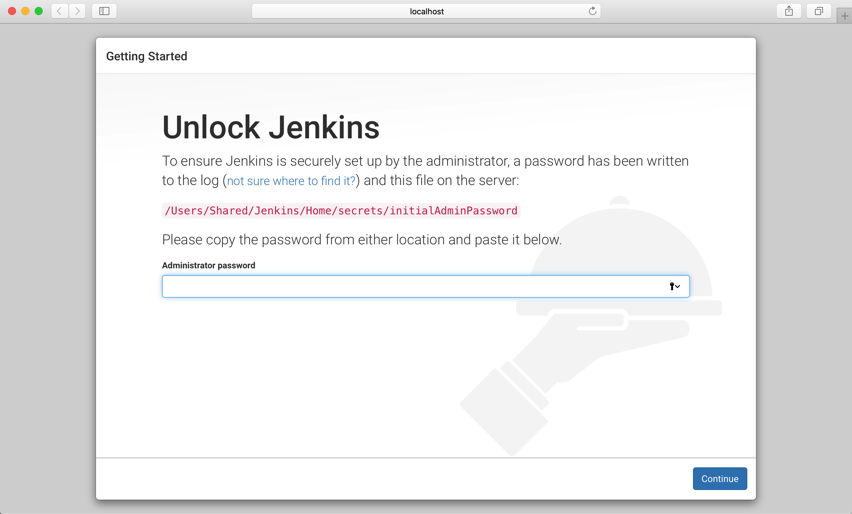 localhost
Getting Started
Unlock Jenkins
To ensure Jenkins is securely set up by the administrator, a password has been written
to the log (not sure where to find it?) and this file on the server:
/Users/Shared/Jenkins/Home/secrets/initialAdminPassword
Please copy the password from either location and paste it below.
Administrator password
Continue